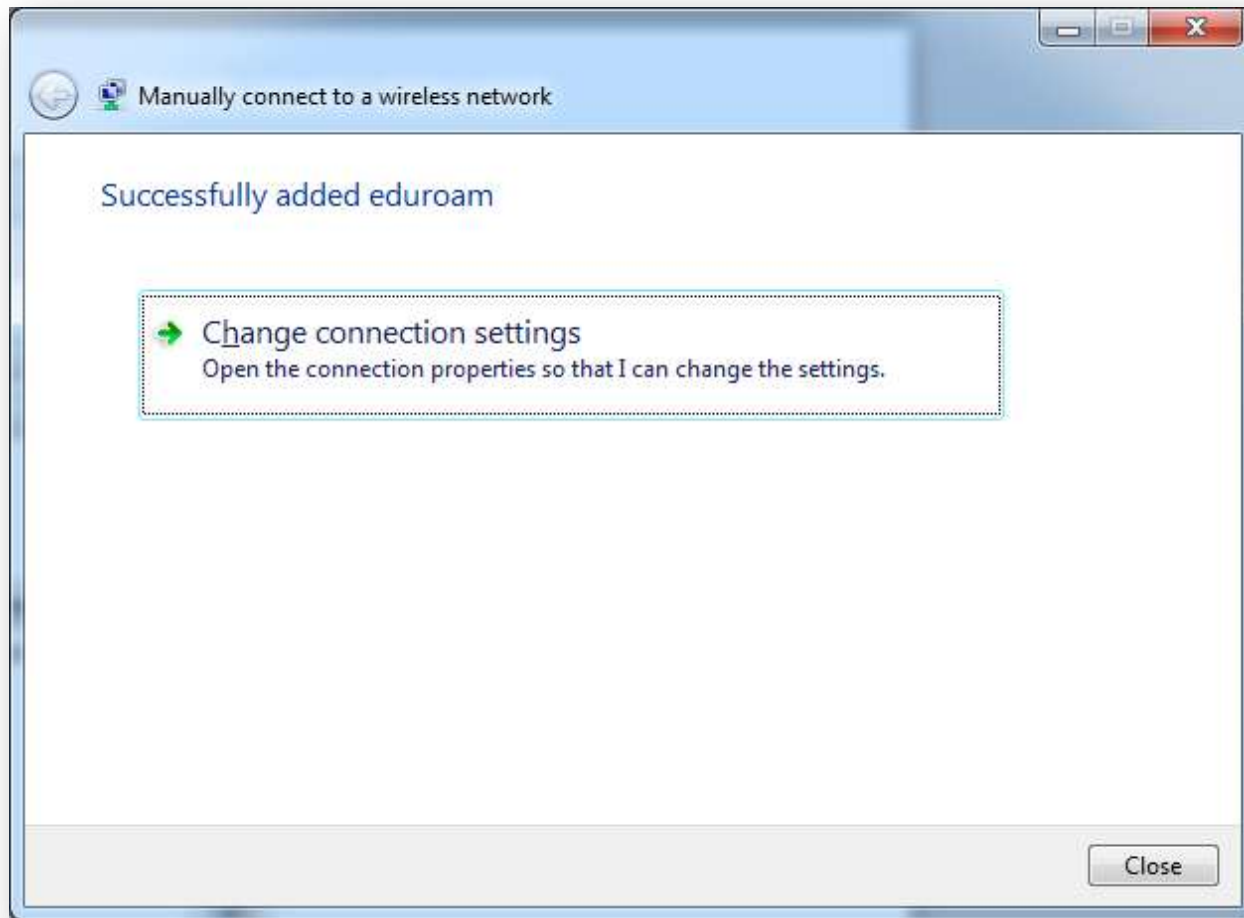 Manually connect to a wireless network
Successfully added eduroam
Change connection settings
Open the connection properties so that I can change the settings.
Close